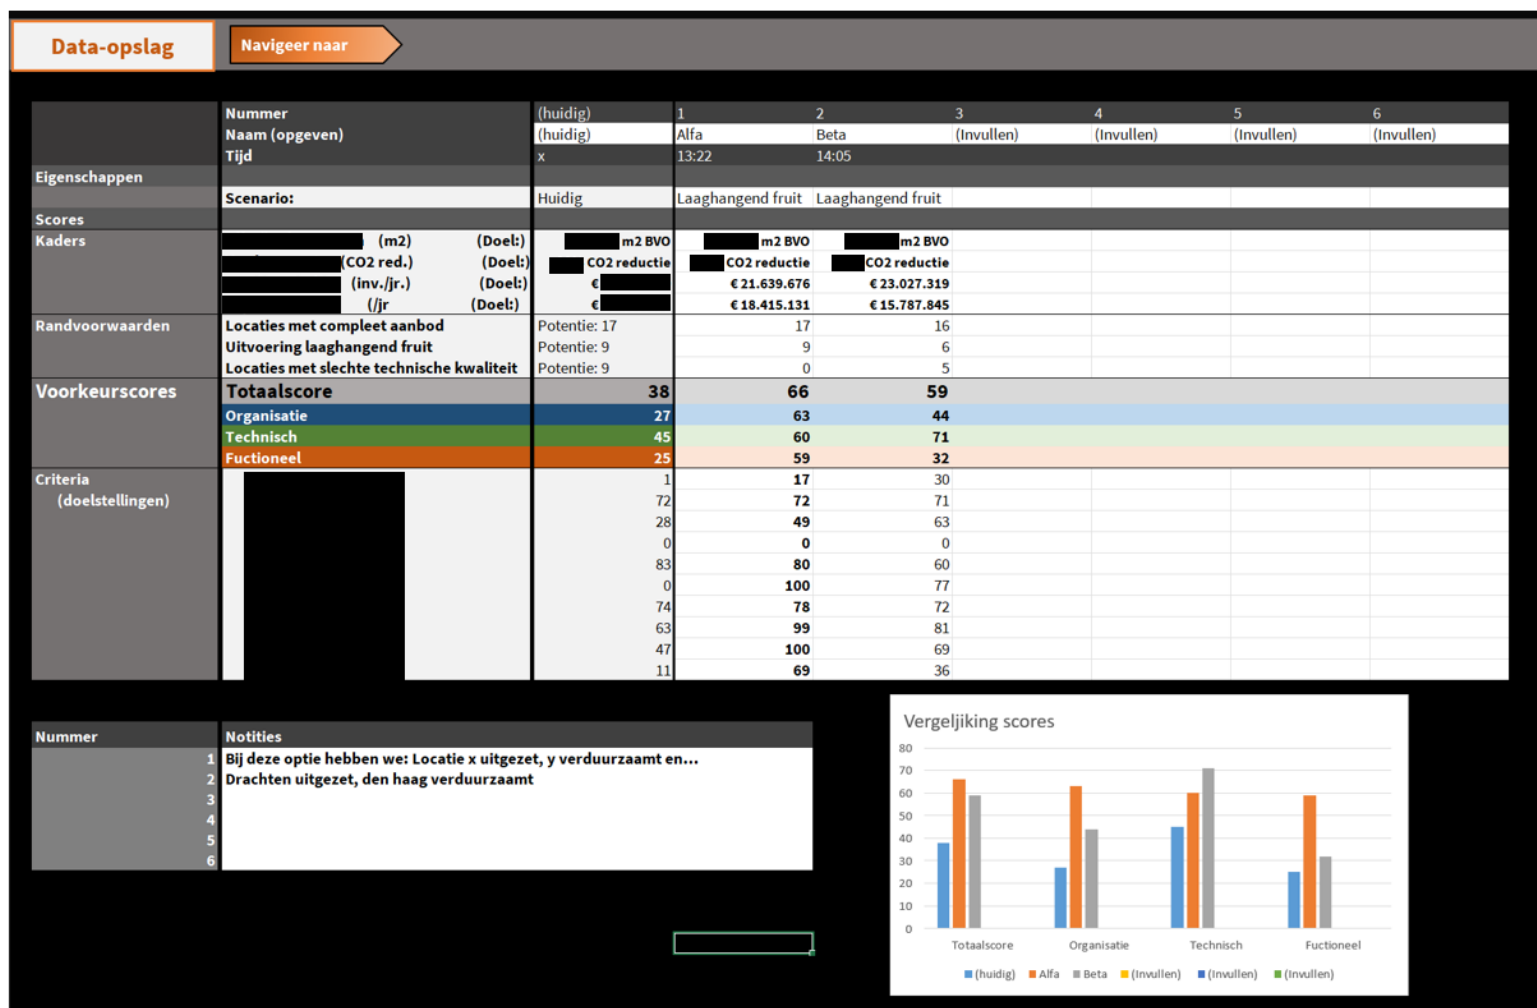 Data-opslag Navigeer naar
Nummer (huidig) 1 2 3 4 5 6
Naam (opgeven) (huidig) Alfa Beta (Invullen) (Invullen) (Invullen) (Invullen)
Tijd x 13:22 14:05
Eigenschappen
Scenario: Huidig Laaghangend fruit Laaghangend fruit
Scores
Kaders (m2) (Doel:) m2 BVO m2 BVO m2 BVO
(CO2 red.) (Doel:) CO2 reductie CO2 reductie CO2 reductie
(inv./jr.) (Doel:) € € 21.639.676 € 23.027.319
(/jr (Doel:) € € 18.415.131 € 15.787.845
Randvoorwaarden Locaties met compleet aanbod Potentie: 17 17 16
Uitvoering laaghangend fruit Potentie: 9 9 6
Locaties met slechte technische kwaliteit Potentie: 9 0 5
Voorkeurscores Totaalscore 38 66 59
Organisatie 27 63 44
Technisch 45 60 71
Fuctioneel 25 59 32
Criteria 1 17 30
(doelstellingen) 72 72 71
28 49 63
0 0 0
83 80 60
0 100 77
74 78 72
63 99 81
47 100 69
11 69 36
Nummer Notities
1 Bij deze optie hebben we: Locatie x uitgezet, y verduurzaamt en...
2 Drachten uitgezet, den haag verduurzaamt
3
4
5
6
Vergeljiking scores
80
70
60
50
40
30
20
10
0
Totaalscore Organisatie Technisch Fuctioneel
(huidig) Alfa Beta (Invullen) (Invullen) (Invullen)